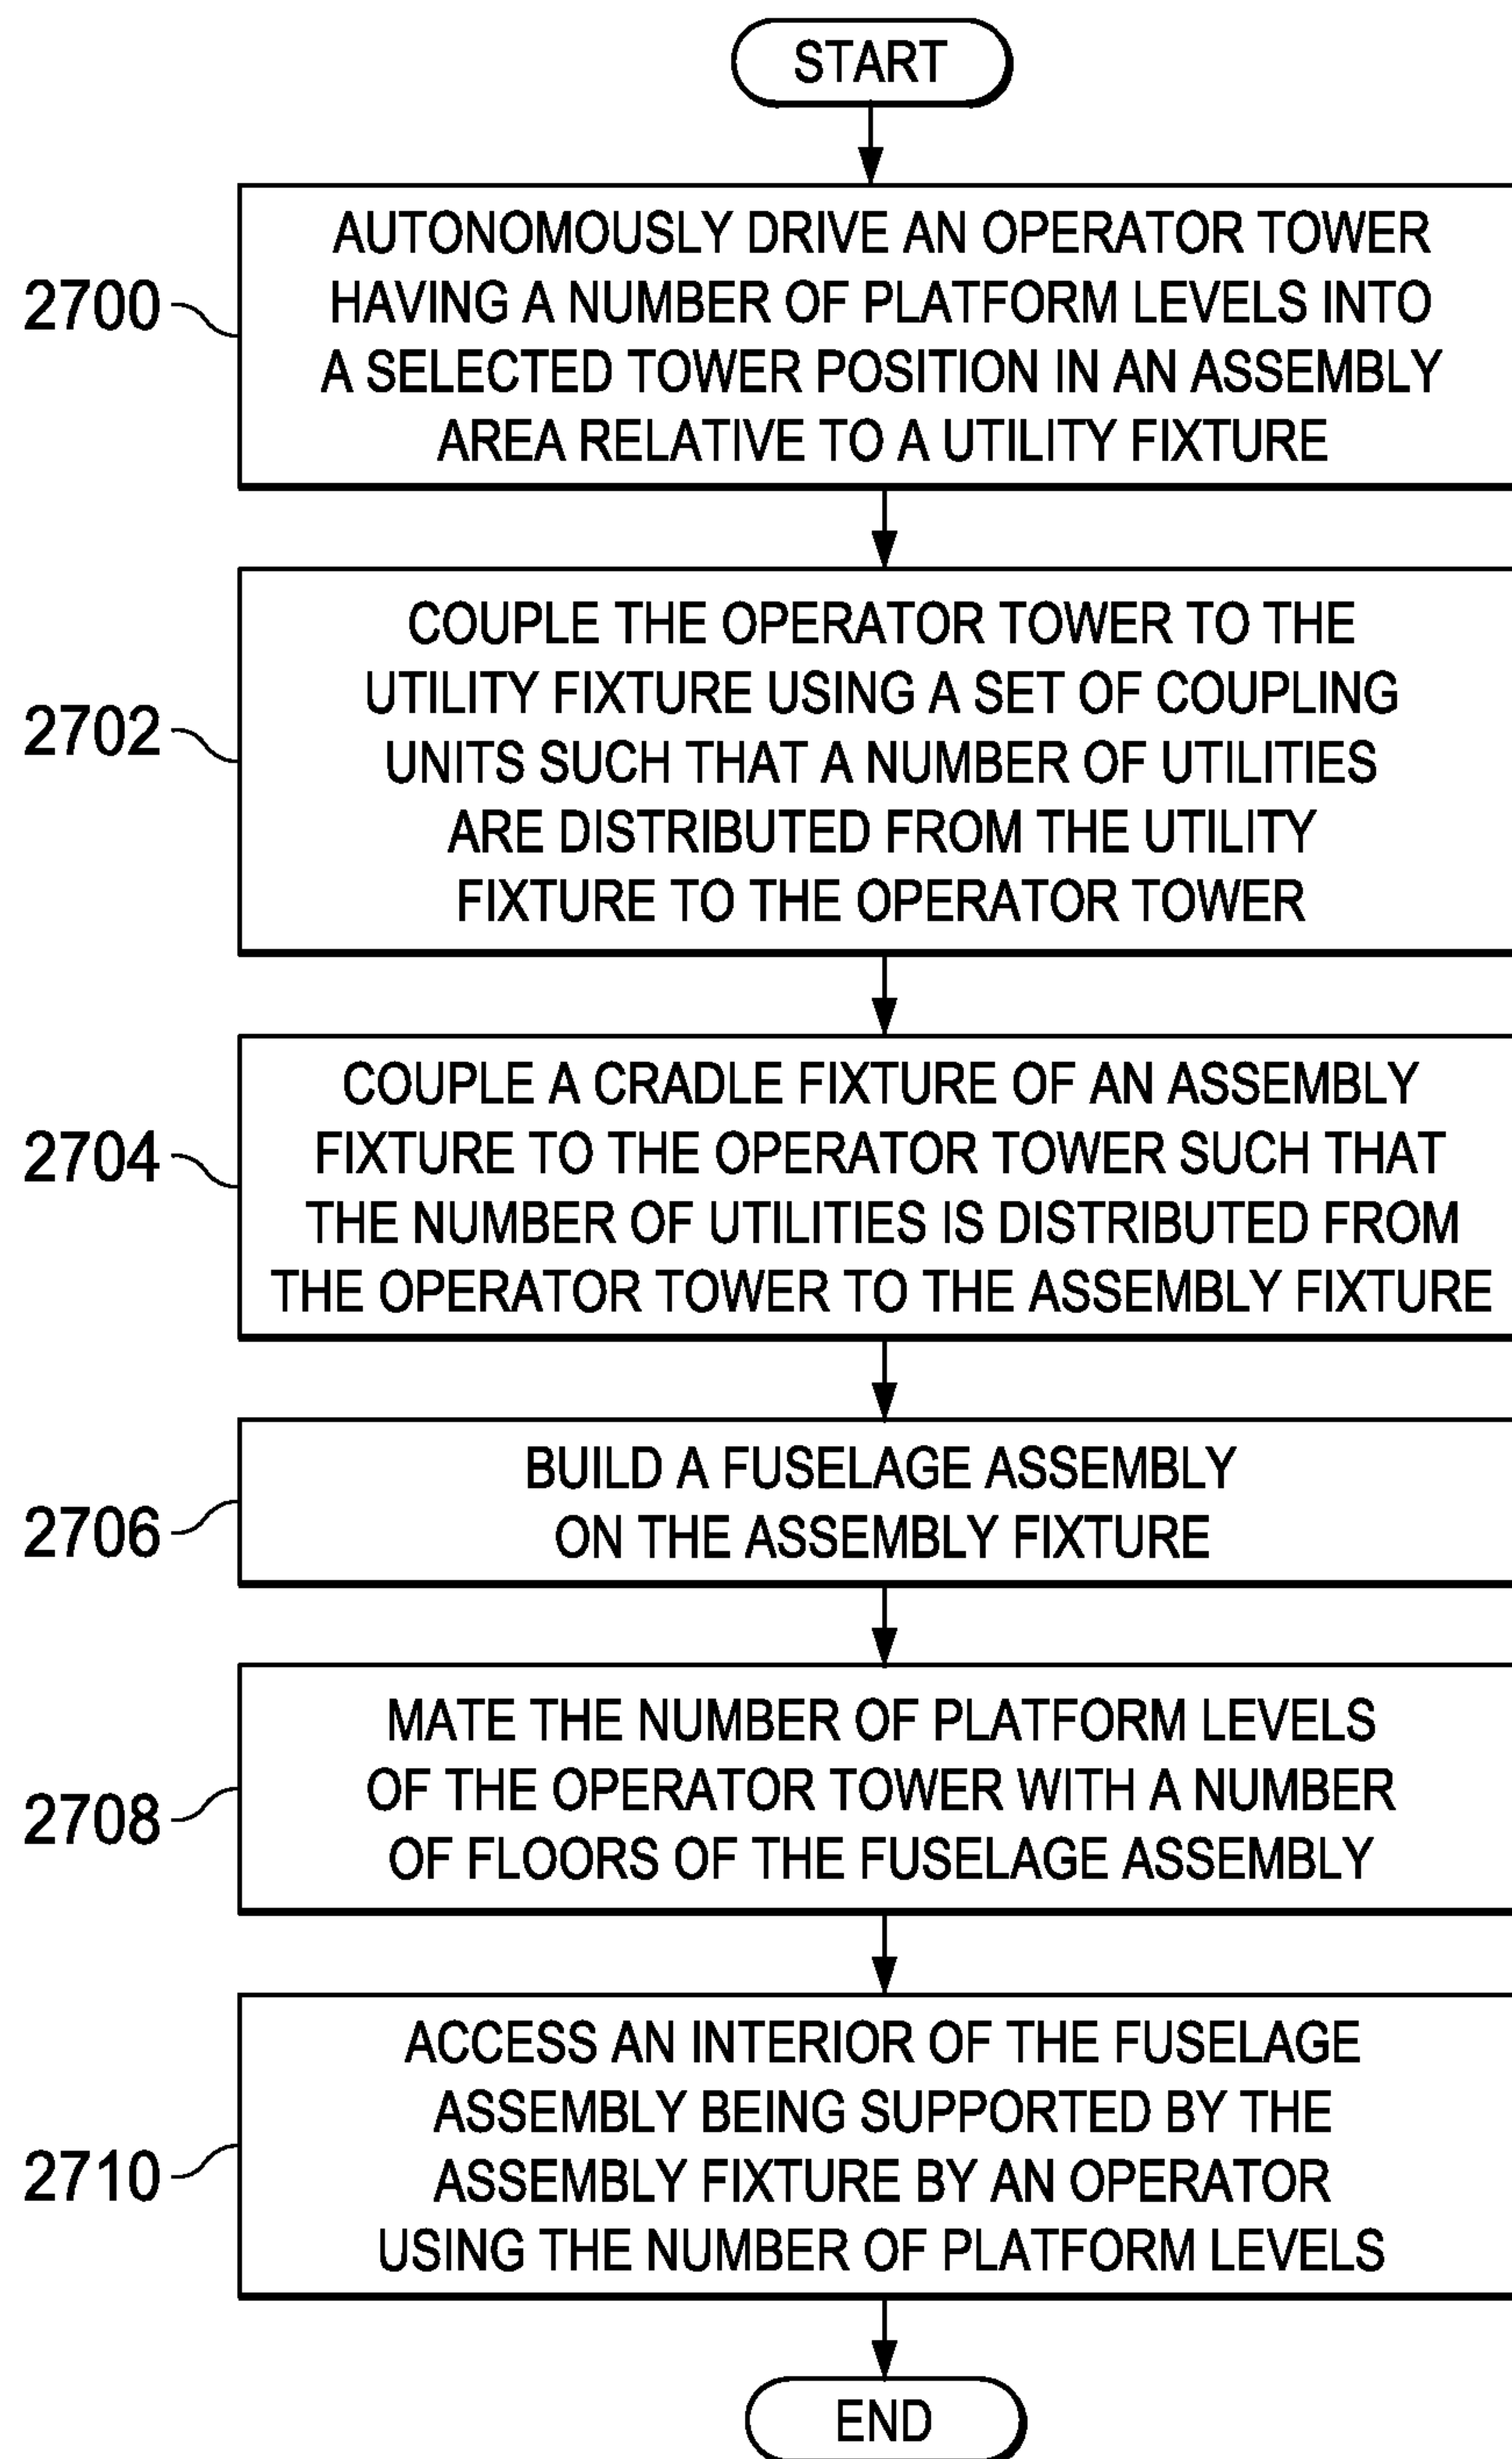 START
2700
AUTONOMOUSLY DRIVE AN OPERATOR TOWER
HAVING A NUMBER OF PLATFORM LEVELS INTO
A SELECTED TOWER POSITION IN AN ASSEMBLY
AREA RELATIVE TO A UTILITY FIXTURE
2702
COUPLE THE OPERATOR TOWER TO THE
UTILITY FIXTURE USING A SET OF COUPLING
UNITS SUCH THAT A NUMBER OF UTILITIES
ARE DISTRIBUTED FROM THE UTILITY
FIXTURE TO THE OPERATOR TOWER
2704
COUPLE A CRADLE FIXTURE OF AN ASSEMBLY
FIXTURE TO THE OPERATOR TOWER SUCH THAT
THE NUMBER OF UTILITIES IS DISTRIBUTED FROM
THE OPERATOR TOWER TO THE ASSEMBLY FIXTURE
2706
BUILD A FUSELAGE ASSEMBLY
ON THE ASSEMBLY FIXTURE
2708
MATE THE NUMBER OF PLATFORM LEVELS
OF THE OPERATOR TOWER WITH A NUMBER
OF FLOORS OF THE FUSELAGE ASSEMBLY
2710
ACCESS AN INTERIOR OF THE FUSELAGE
ASSEMBLY BEING SUPPORTED BY THE
ASSEMBLY FIXTURE BY AN OPERATOR
USING THE NUMBER OF PLATFORM LEVELS
END